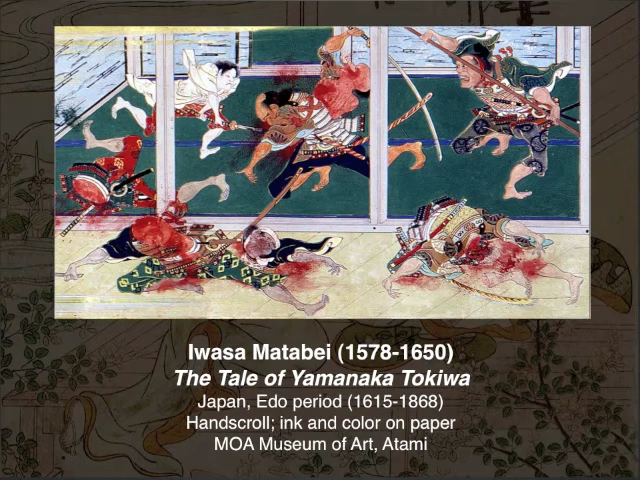 Iwasa Matabei (1578-1650)
The Tale of Yamanaka Tokiwa
Japan, Edo period (1615-1868)
Handscroll; ink and color on paper
MOA Museum of Art, Atami